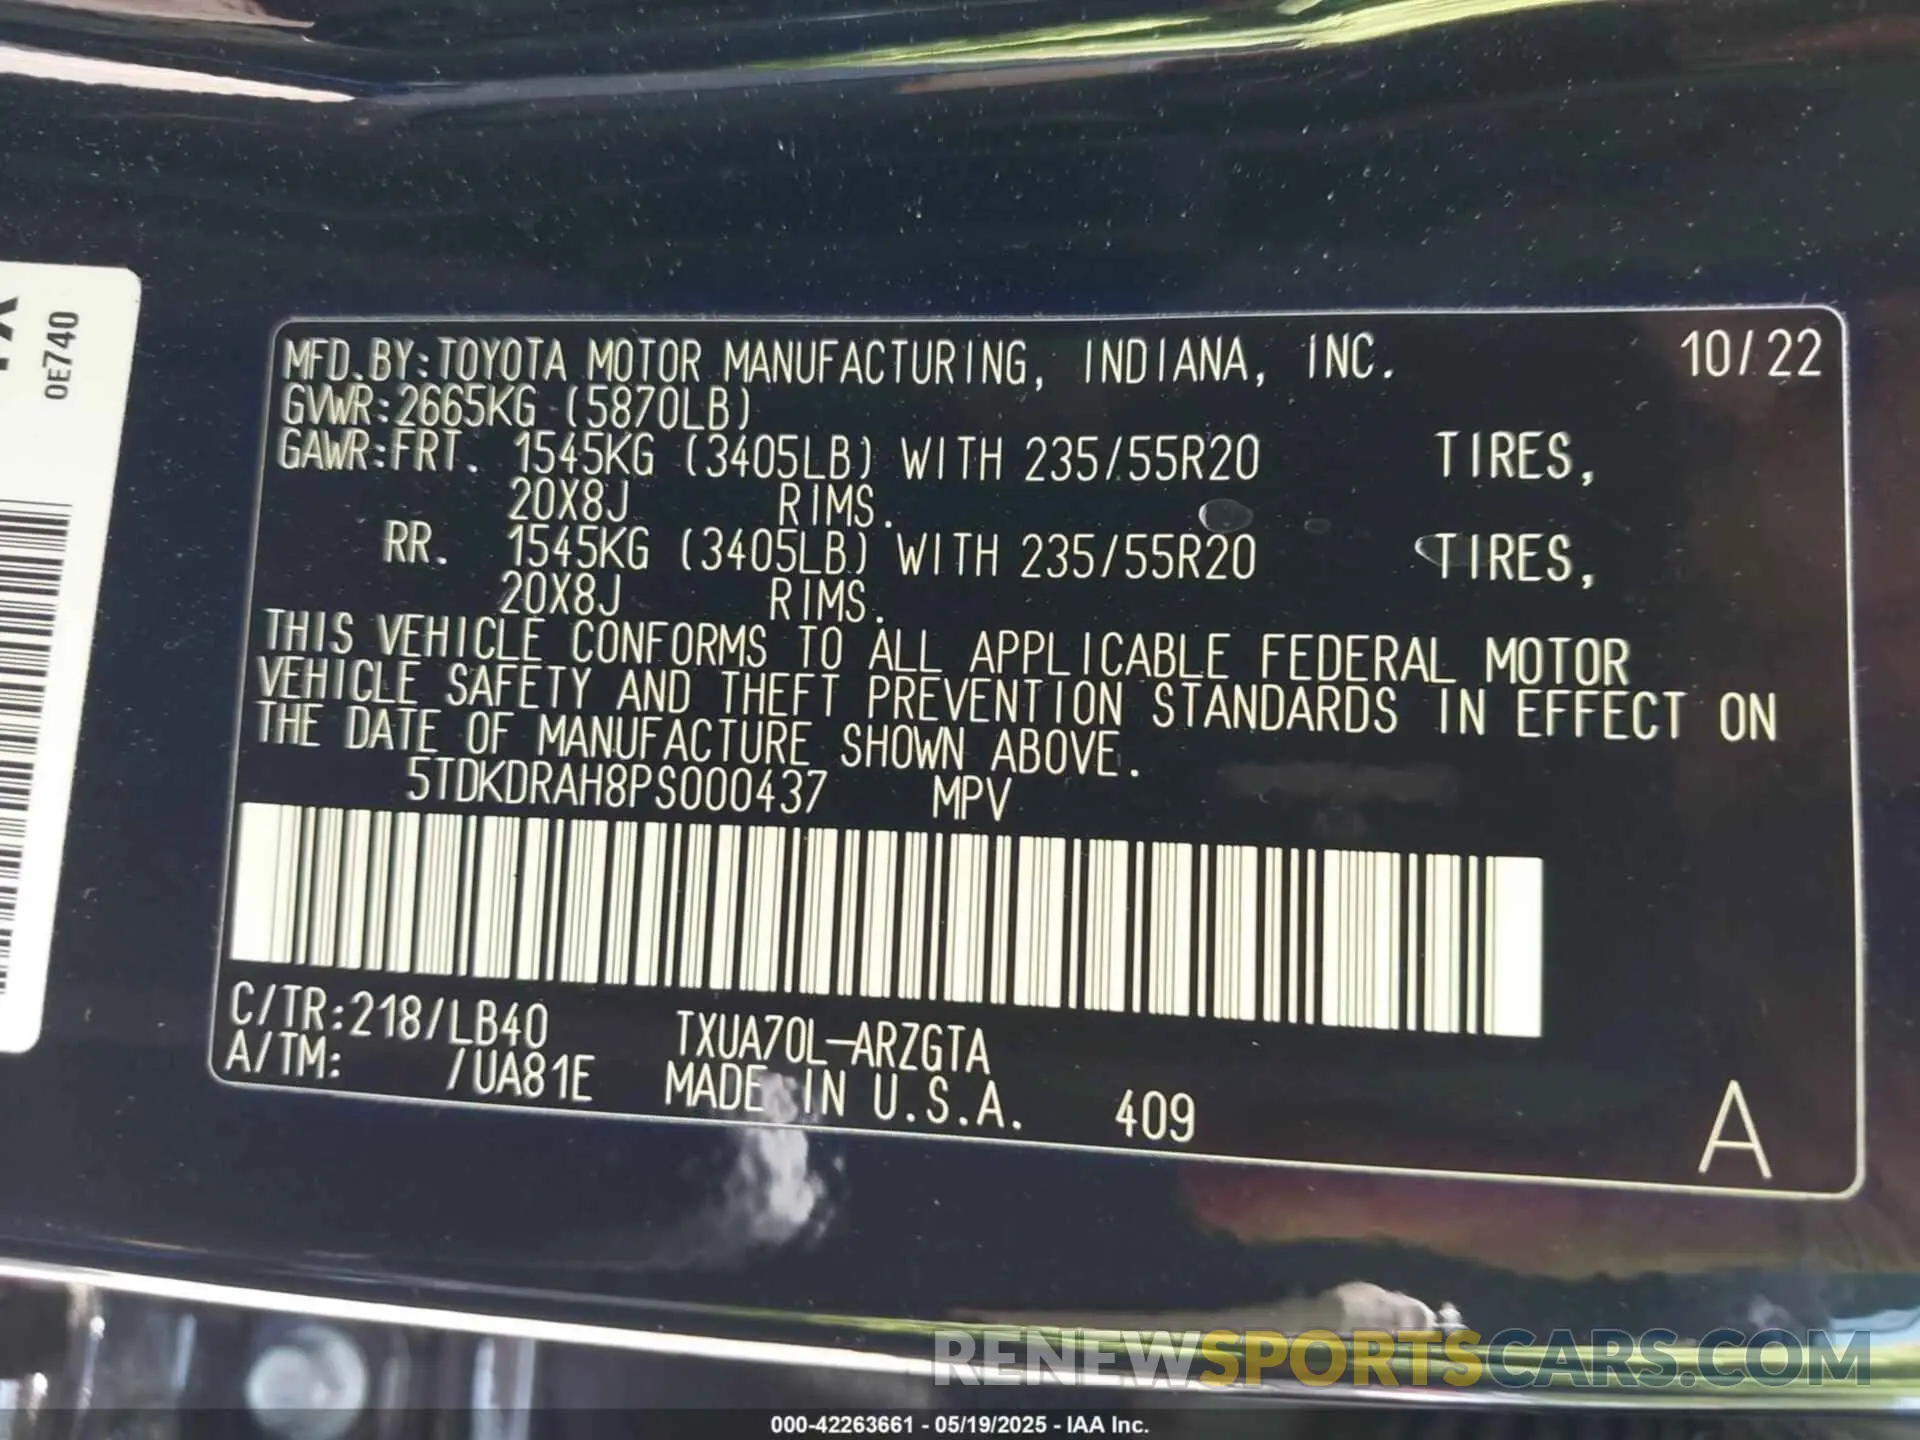 0E740
MFD.BY:TOYOTA MOTOR MANUFACTURING, INDIANA, INC. 10/22
GVWR:2665KG (5870LB)
GAWR:FRT. 1545KG (3405LB) WITH 235/55R20 TIRES,
20X8J RIMS.
RR. 1545KG (3405LB) WITH 235/55R20 TIRES,
20X8J RIMS.
THIS VEHICLE CONFORMS TO ALL APPLICABLE FEDERAL MOTOR
VEHICLE SAFETY AND THEFT PREVENTION STANDARDS IN EFFECT ON
THE DATE OF MANUFACTURE SHOWN ABOVE.
5TDKDRAH8PS000437 MPV
C/TR:218/LB40 TXUA70L-ARZGTA
A/TM: /UA81E MADE IN U.S.A. 409 A
RENEWSPORTSCARS.COM
000-42263661 - 05/19/2025 - IAA Inc.